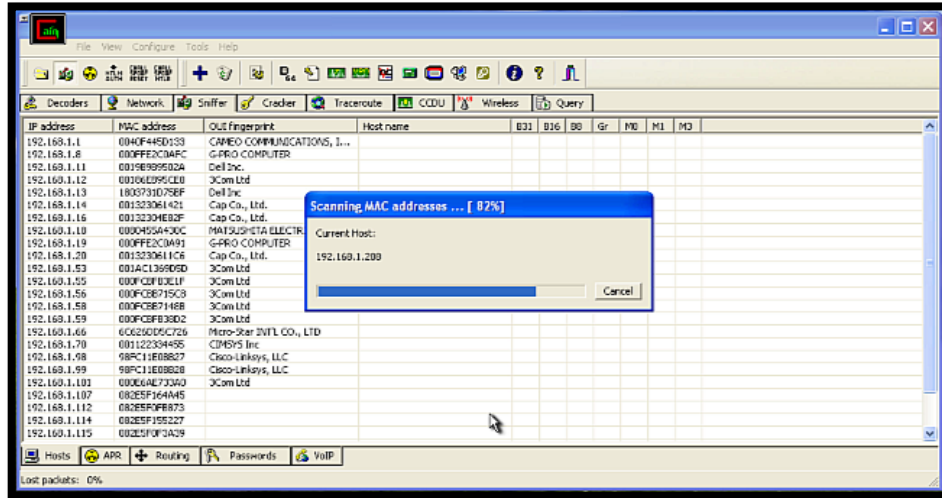 Cain
File View Configure Tools Help
Decoders Network Sniffer Cracker Traceroute CCDU Wireless Query
IP address MAC address OUI fingerprint Host name B31 B16 B8 Gr M0 M1 M3
192.168.1.1 0040F445D133 CAMEO COMMUNICATIONS, I...
192.168.1.8 000FFE2C0AFC G-PRO COMPUTER
192.168.1.11 Dell Inc.
192.168.1.12 3Com Ltd
192.168.1.13 1803731D75BF Dell Inc
192.168.1.14 001323061421 Cap Co., Ltd.
192.168.1.16 00132304E82F Cap Co., Ltd.
192.168.1.18 0080455A430C MATSUSHITA ELECTR
192.168.1.19 000FFE2C0A91 G-PRO COMPUTER
192.168.1.20 0013230611C6 Cap Co., Ltd.
192.168.1.53 001AC1369D5D 3Com Ltd
192.168.1.55 3Com Ltd
192.168.1.56 000FCBB715C8 3Com Ltd
192.168.1.58 000FCBB7148B 3Com Ltd
192.168.1.59 000FCBFB38D2 3Com Ltd
192.168.1.66 6C626DD5C726 Micro-Star INT'L CO., LTD
192.168.1.70 001122334455 CIMSYS Inc
192.168.1.98 98FC11E08B27 Cisco-Linksys, LLC
192.168.1.99 98FC11E08B28 Cisco-Linksys, LLC
192.168.1.101 000E6AE733A0 3Com Ltd
192.168.1.107 082E5F164A45
192.168.1.112 082E5F0FB873
192.168.1.114 082E5F155227
192.168.1.115 082E5F0F3A39
Scanning MAC addresses ... [ 82%]
Current Host:
192.168.1.208
Cancel
Hosts APR Routing Passwords VoIP
Lost packets: 0%